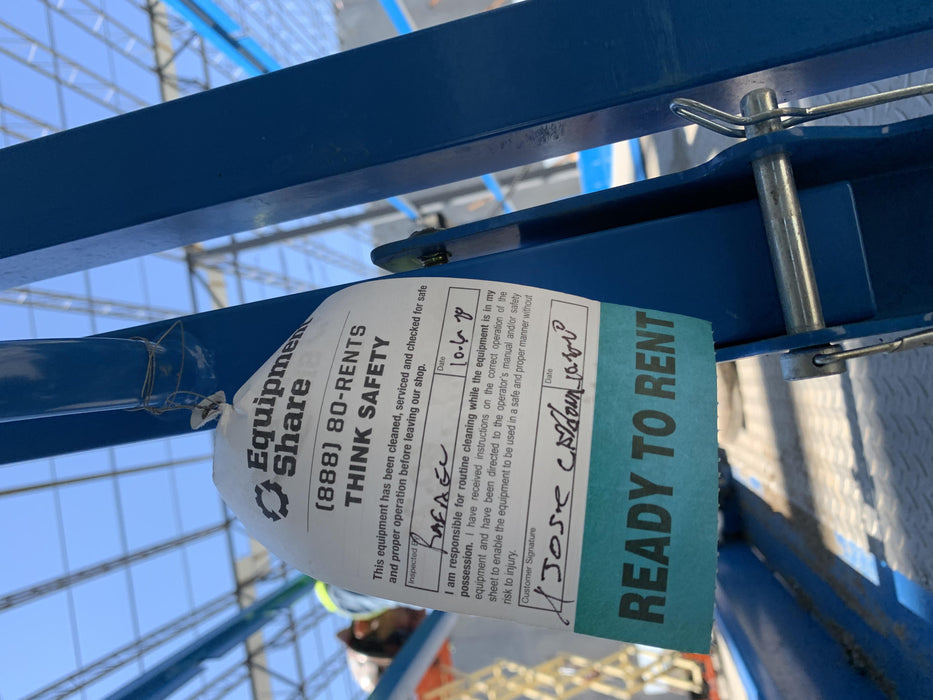 Equipment
Share
(888) 80-RENTS
THINK SAFETY
This equipment has been cleaned, serviced and checked for safe
and proper operation before leaving our shop.
Inspected By
Date
RAFAEL
I am responsible for routine cleaning while the equipment is in my
possession. I have received instructions on the correct operation of the
equipment and have been directed to the operator's manual and/or safety
sheet to enable the equipment to be used in a safe and proper manner without
risk to injury.
Customer Signature
Date
JOSE
READY TO RENT